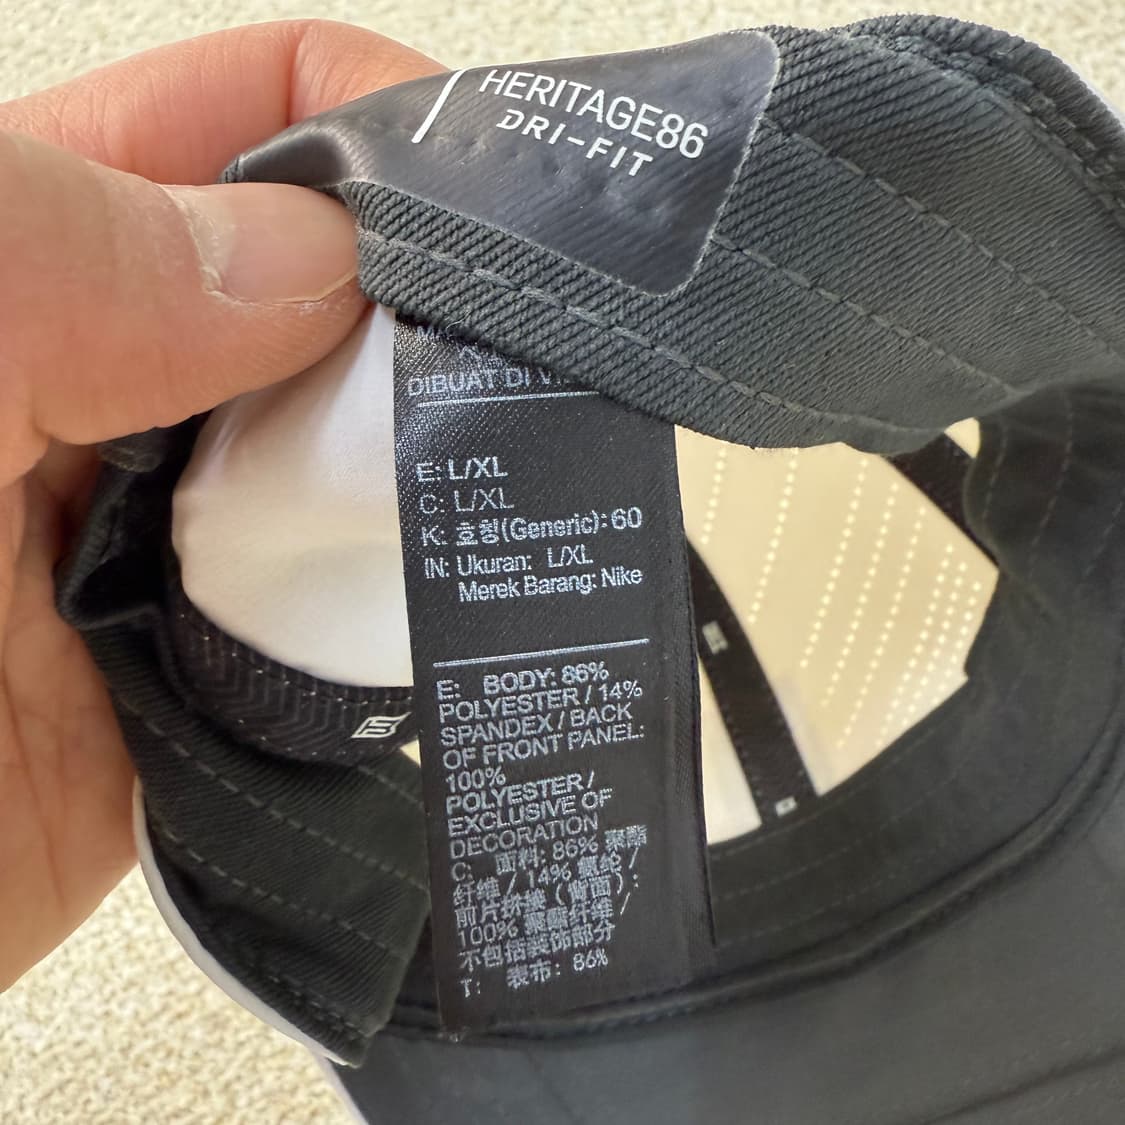 HERITAGE86
DRI-FIT
DIBUAT DI
E: L/XL
C: L/XL
K: 호칭(Generic): 60
IN: Ukuran: L/XL
Merek Barang: Nike
E: BODY: 86%
POLYESTER / 14%
SPANDEX / BACK
OF FRONT PANEL:
100%
POLYESTER /
EXCLUSIVE OF
DECORATION
C: 面料: 86% 聚酯
纤维 / 14% 氨纶 /
前片拼缝 (背面):
100% 聚酯纤维 /
不包括装饰部分
T: 表布: 86%